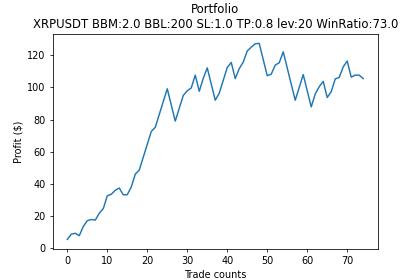 Portfolio
XRPUSDT BBM:2.0 BBL:200 SL:1.0 TP:0.8 lev:20 WinRatio:73.0
Profit ($)
120
100
80
60
40
20
0
0 10 20 30 40 50 60 70
Trade counts